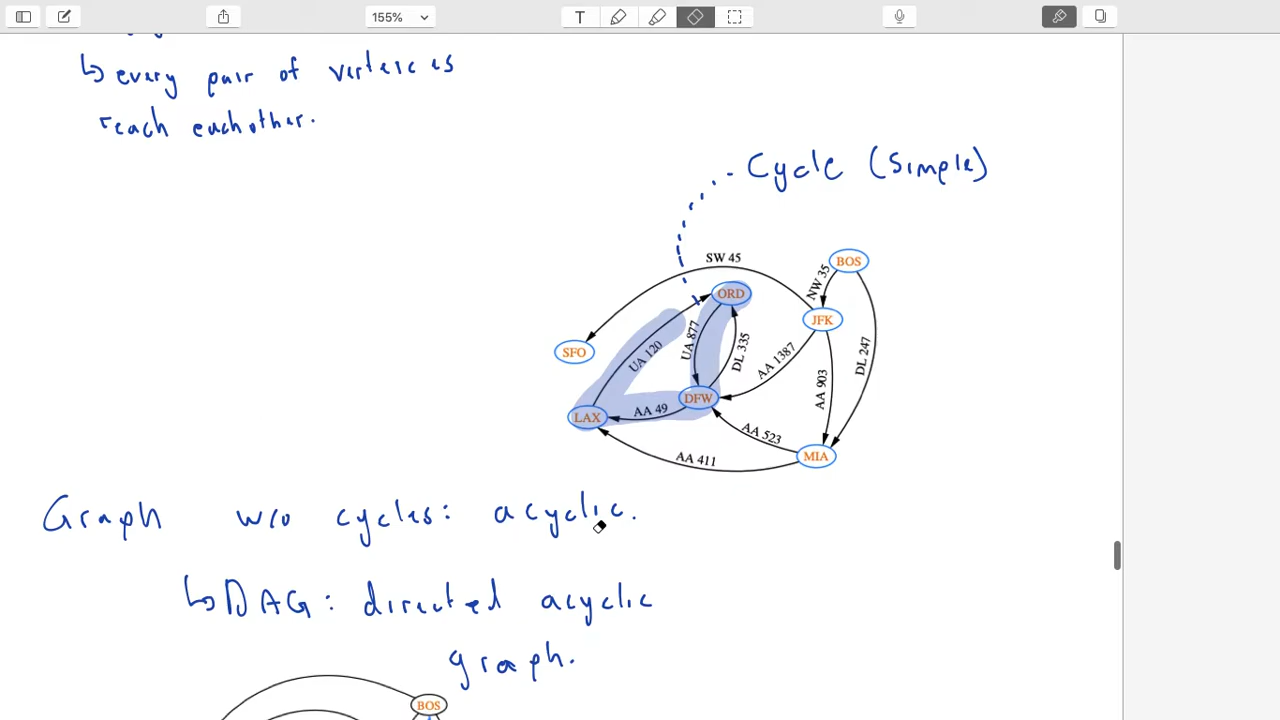 155%
T
↳ every pair of vertices
reach eachother.
Cycle (Simple)
SW 45
BOS
NW 35
ORD
JFK
UA 877
DL 335
DL 247
SFO
UA 120
AA 1387
AA 903
DFW
LAX
AA 49
AA 523
MIA
AA 411
Graph w/o cycles: acyclic.
↳ DAG: directed acyclic
graph.
BOS